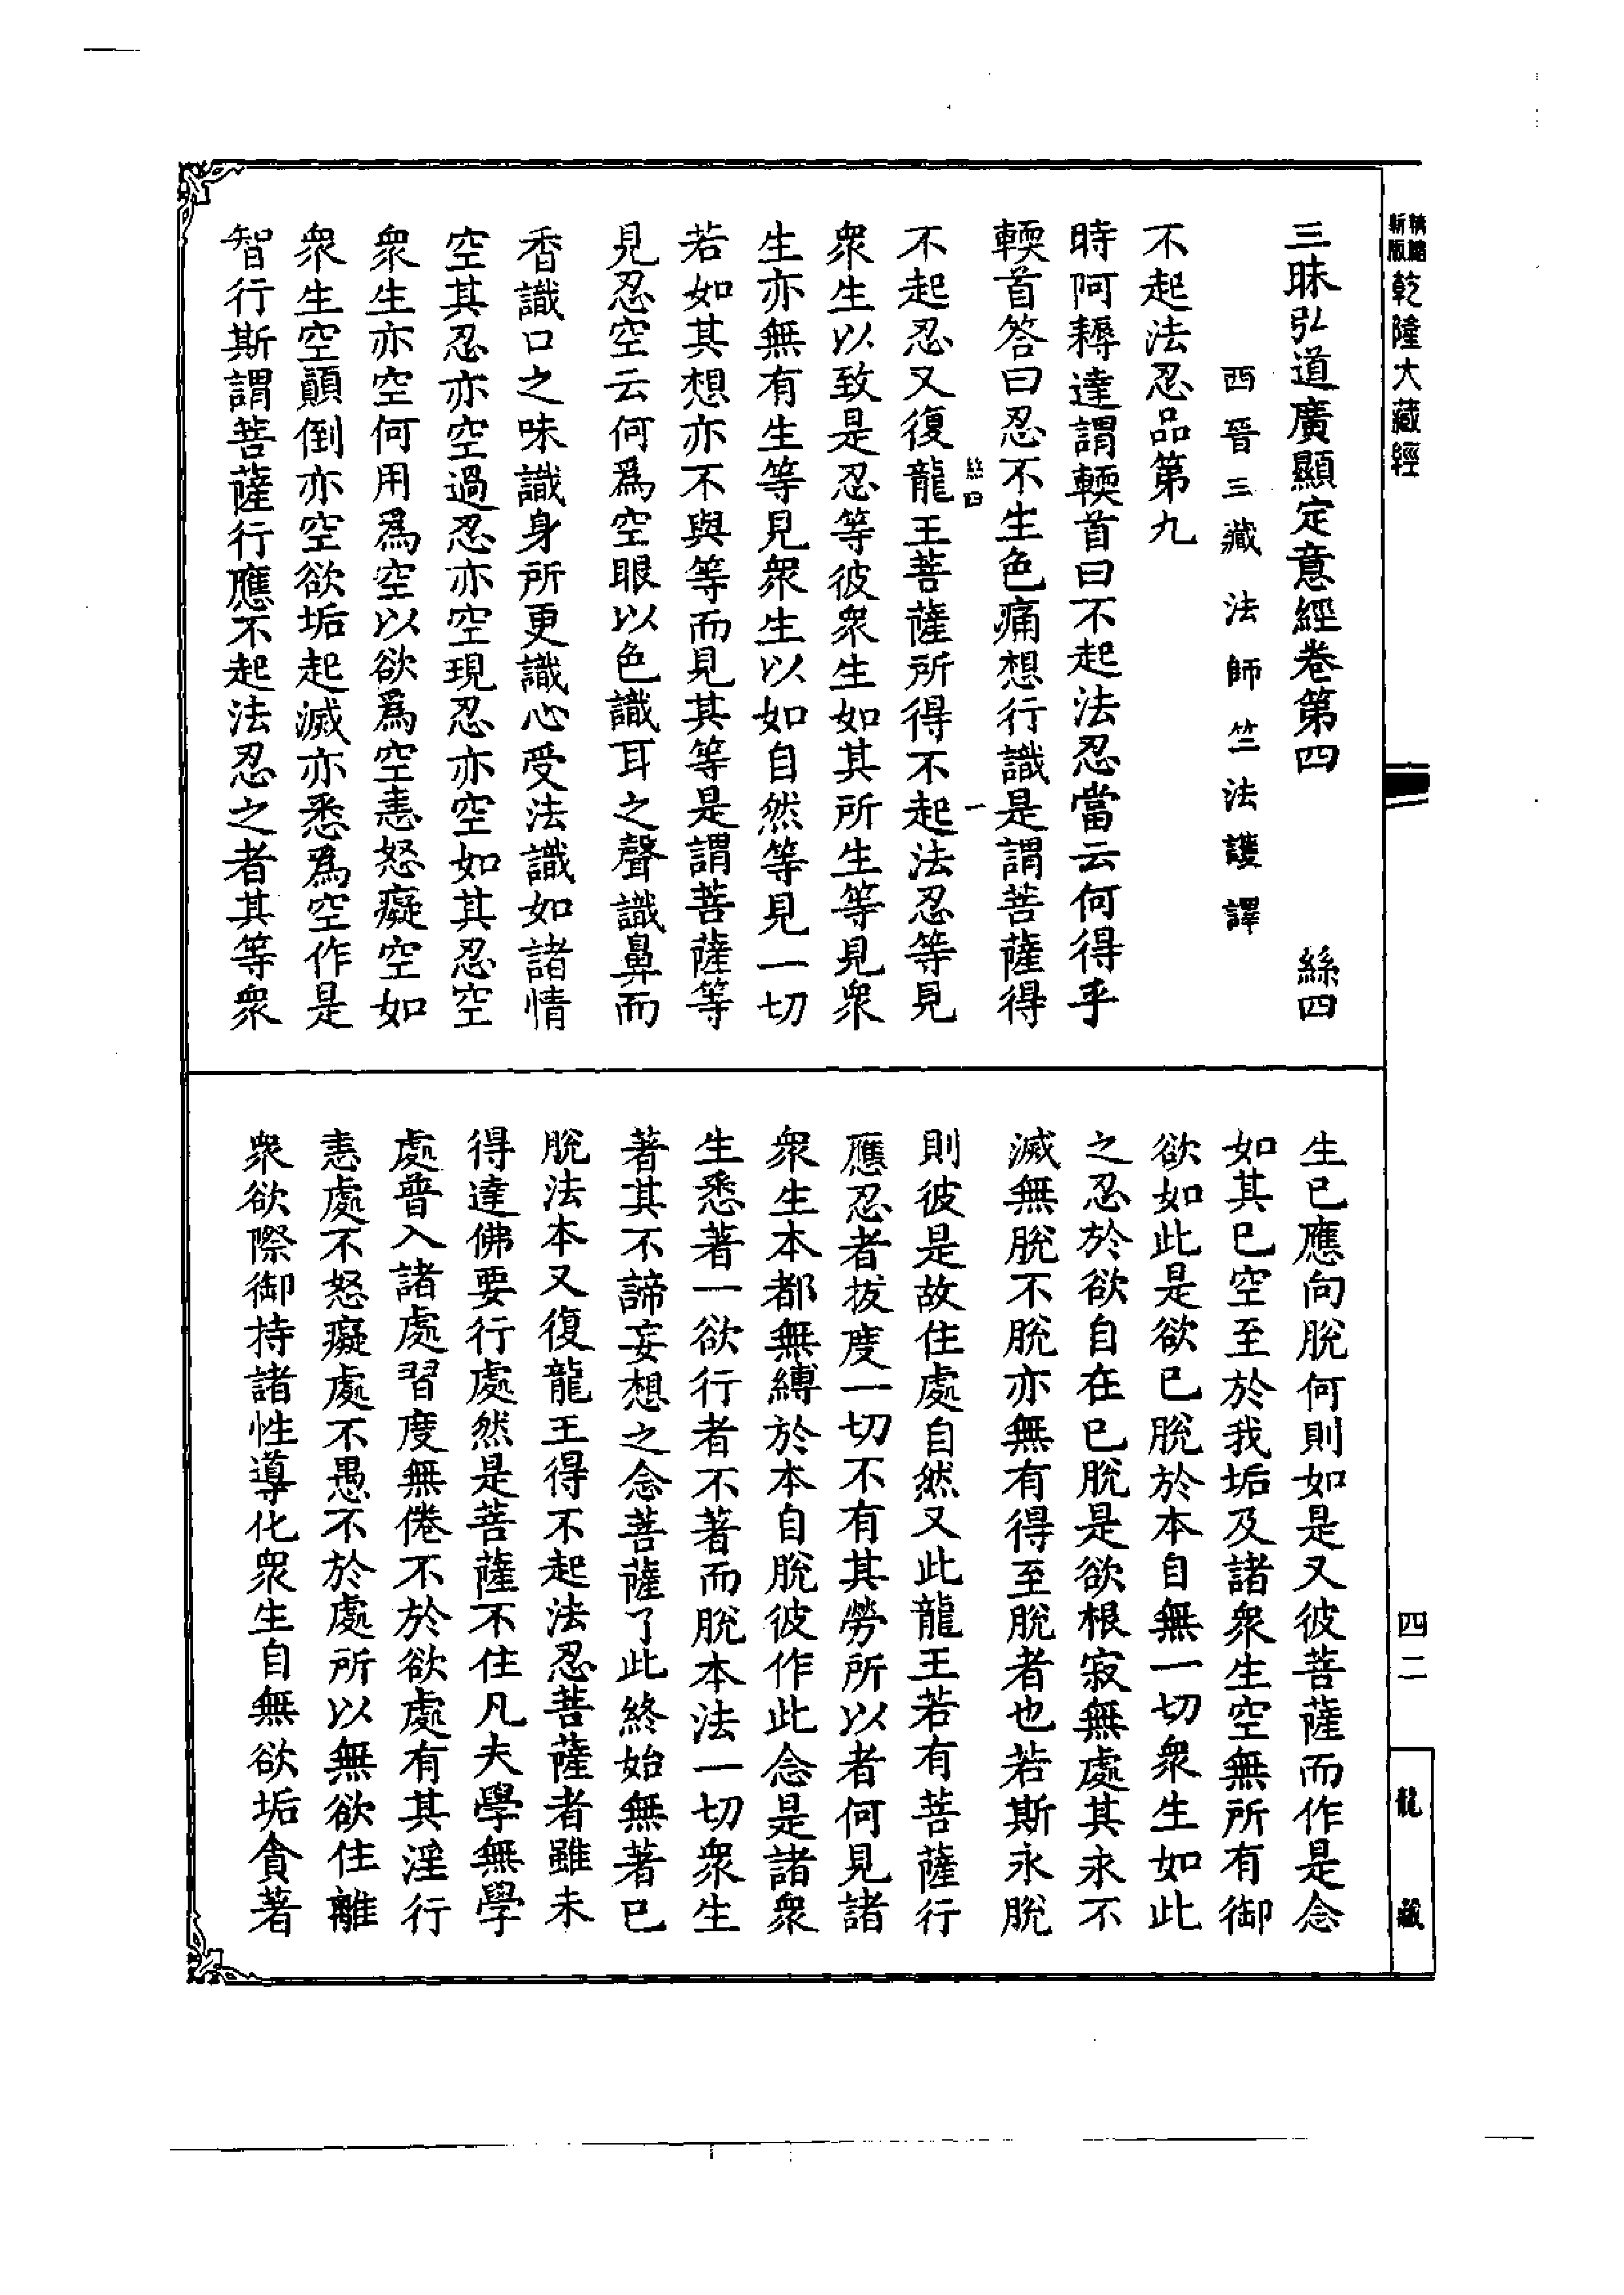 精縮
新版
乾隆大藏經
三昧弘道廣顯定意經卷第四 絲四
西晉三藏法師竺法護譯
不起法忍品第九
時阿耨達謂輭首曰不起法忍當云何得乎
輭首答曰忍不生色痛想行識是謂菩薩得
絲四 一
不起忍又復龍王菩薩所得不起法忍等見
衆生以致是忍等彼衆生如其所生等見衆
生亦無有生等見衆生以如自然等見一切
若如其想亦不與等而見其等是謂菩薩等
見忍空云何爲空眼以色識耳之聲識鼻而
香識口之味識身所更識心受法識如諸情
空其忍亦空過忍亦空現忍亦空如其忍空
衆生亦空何用爲空以欲爲空恚怒癡空如
衆生空顛倒亦空欲垢起滅亦悉爲空作是
智行斯謂菩薩行應不起法忍之者其等衆
生已應向脫何則如是又彼菩薩而作是念
如其已空至於我垢及諸衆生空無所有御
欲如此是欲已脫於本自無一切衆生如此
之忍於欲自在已脫是欲根寂無處其永不
滅無脫不脫亦無有得至脫者也若斯永脫
則彼是故住處自然又此龍王若有菩薩行
應忍者拔度一切不有其勞所以者何見諸
衆生本都無縛於本自脫彼作此念是諸衆
生悉著一欲行者不著而脫本法一切衆生
著其不諦妄想之念菩薩了此終始無著已
脫法本又復龍王得不起法忍菩薩者雖未
得達佛要行處然是菩薩不住凡夫學無學
處普入諸處習度無倦不於欲處有其淫行
恚處不怒癡處不愚不於處所以無欲住離
衆欲際御持諸性導化衆生自無欲垢貪著
四二
龍藏